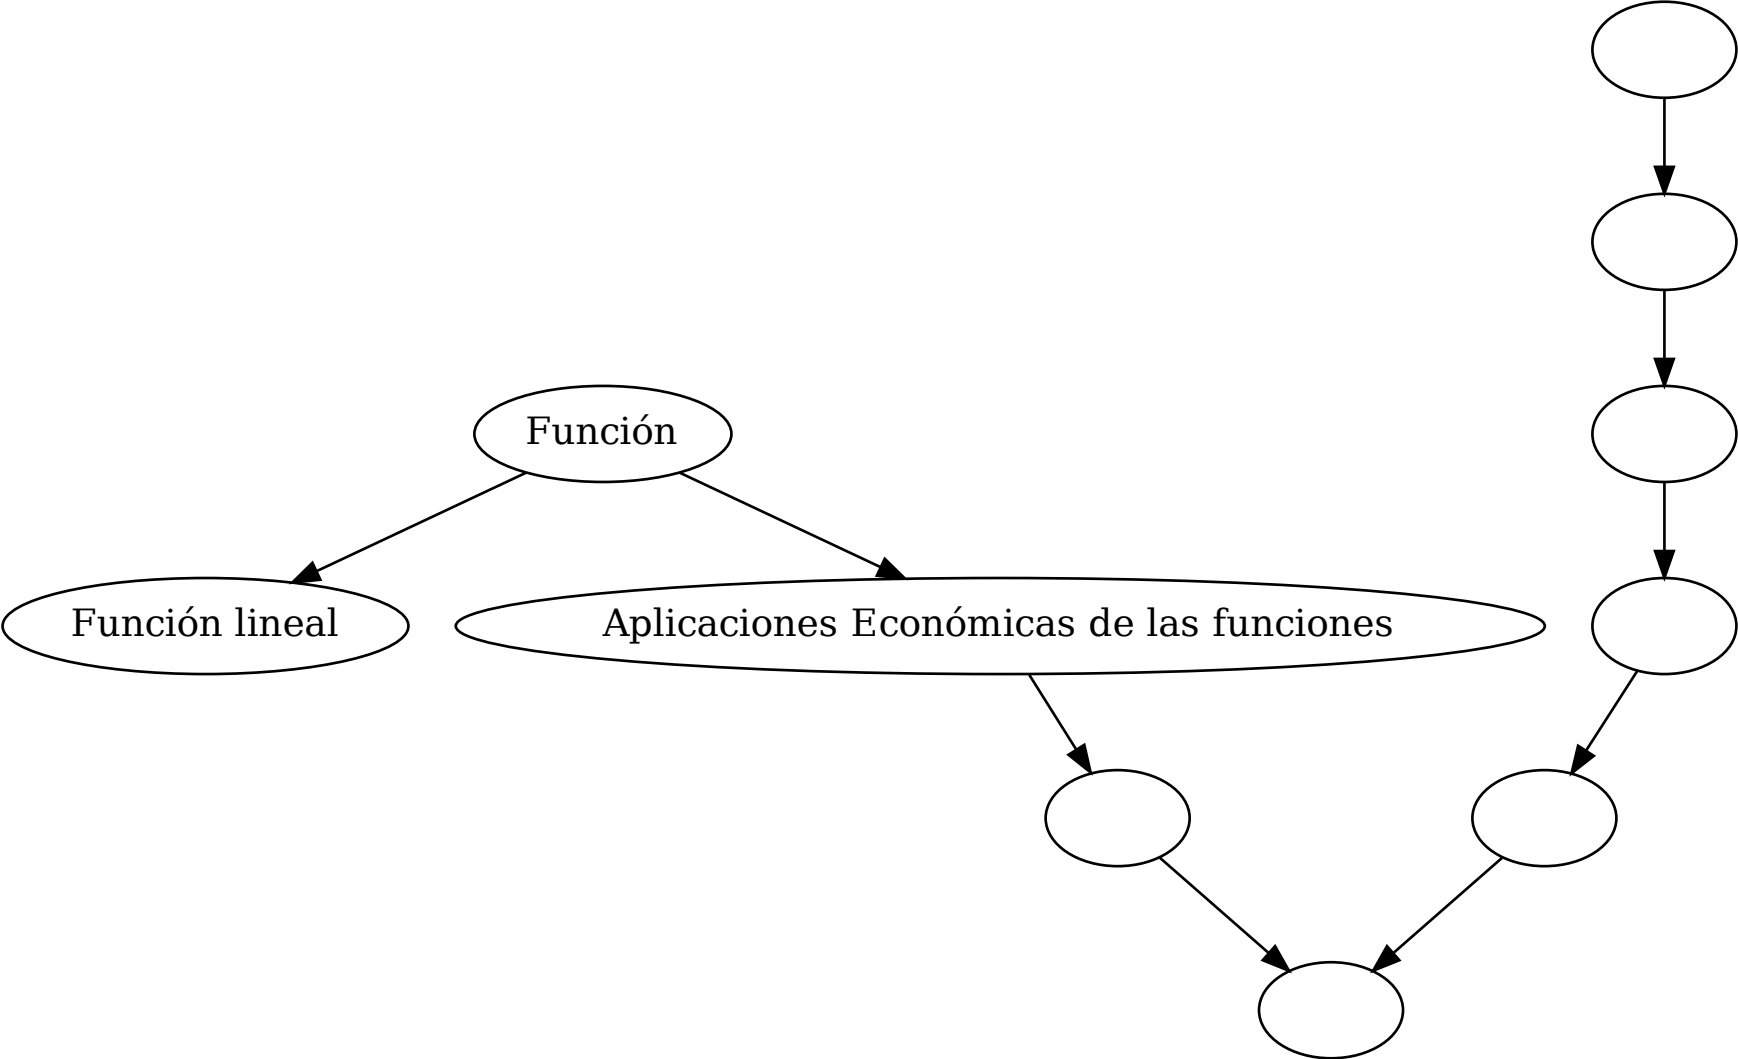 Función
Función lineal
Aplicaciones Económicas de las funciones